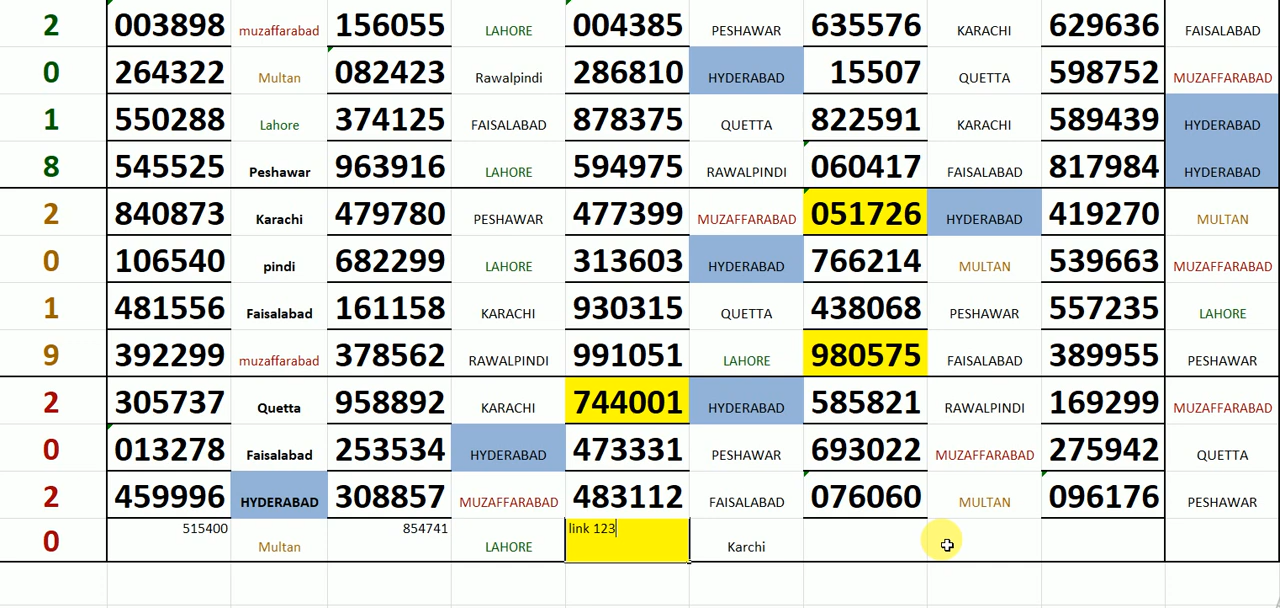 2 003898 muzaffarabad 156055 LAHORE 004385 PESHAWAR 635576 KARACHI 629636 FAISALABAD
0 264322 Multan 082423 Rawalpindi 286810 HYDERABAD 15507 QUETTA 598752 MUZAFFARABAD
1 550288 Lahore 374125 FAISALABAD 878375 QUETTA 822591 KARACHI 589439 HYDERABAD
8 545525 Peshawar 963916 LAHORE 594975 RAWALPINDI 060417 FAISALABAD 817984 HYDERABAD
2 840873 Karachi 479780 PESHAWAR 477399 MUZAFFARABAD 051726 HYDERABAD 419270 MULTAN
0 106540 pindi 682299 LAHORE 313603 HYDERABAD 766214 MULTAN 539663 MUZAFFARABAD
1 481556 Faisalabad 161158 KARACHI 930315 QUETTA 438068 PESHAWAR 557235 LAHORE
9 392299 muzaffarabad 378562 RAWALPINDI 991051 LAHORE 980575 FAISALABAD 389955 PESHAWAR
2 305737 Quetta 958892 KARACHI 744001 HYDERABAD 585821 RAWALPINDI 169299 MUZAFFARABAD
0 013278 Faisalabad 253534 HYDERABAD 473331 PESHAWAR 693022 MUZAFFARABAD 275942 QUETTA
2 459996 HYDERABAD 308857 MUZAFFARABAD 483112 FAISALABAD 076060 MULTAN 096176 PESHAWAR
0 515400 Multan 854741 LAHORE link 123 Karchi